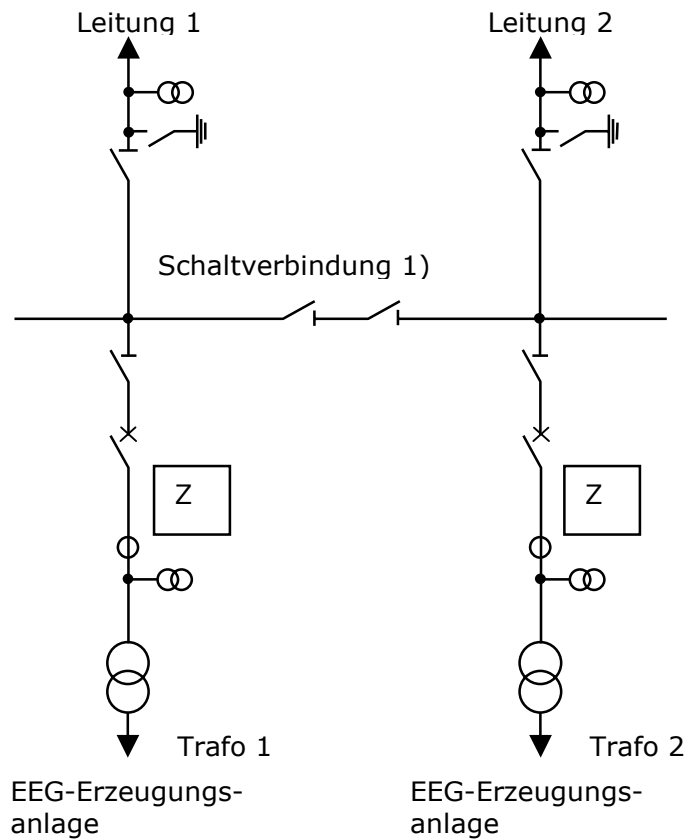 Leitung 1
Leitung 2
Schaltverbindung 1)
Z
Z
Trafo 1
Trafo 2
EEG-Erzeugungs-
anlage
EEG-Erzeugungs-
anlage